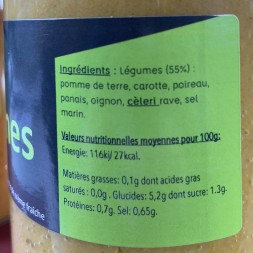 Ingrédients : Légumes (55%) :
pomme de terre, carotte, poireau,
panais, oignon, cèleri rave, sel
marin.
Valeurs nutritionnelles moyennes pour 100g:
Energie: 116kj/ 27kcal.
Matières grasses: 0,1g dont acides gras
saturés : 0,0g . Glucides: 5,2g dont sucre: 1.3g.
Protéines: 0,7g. Sel: 0,65g.
fraîche